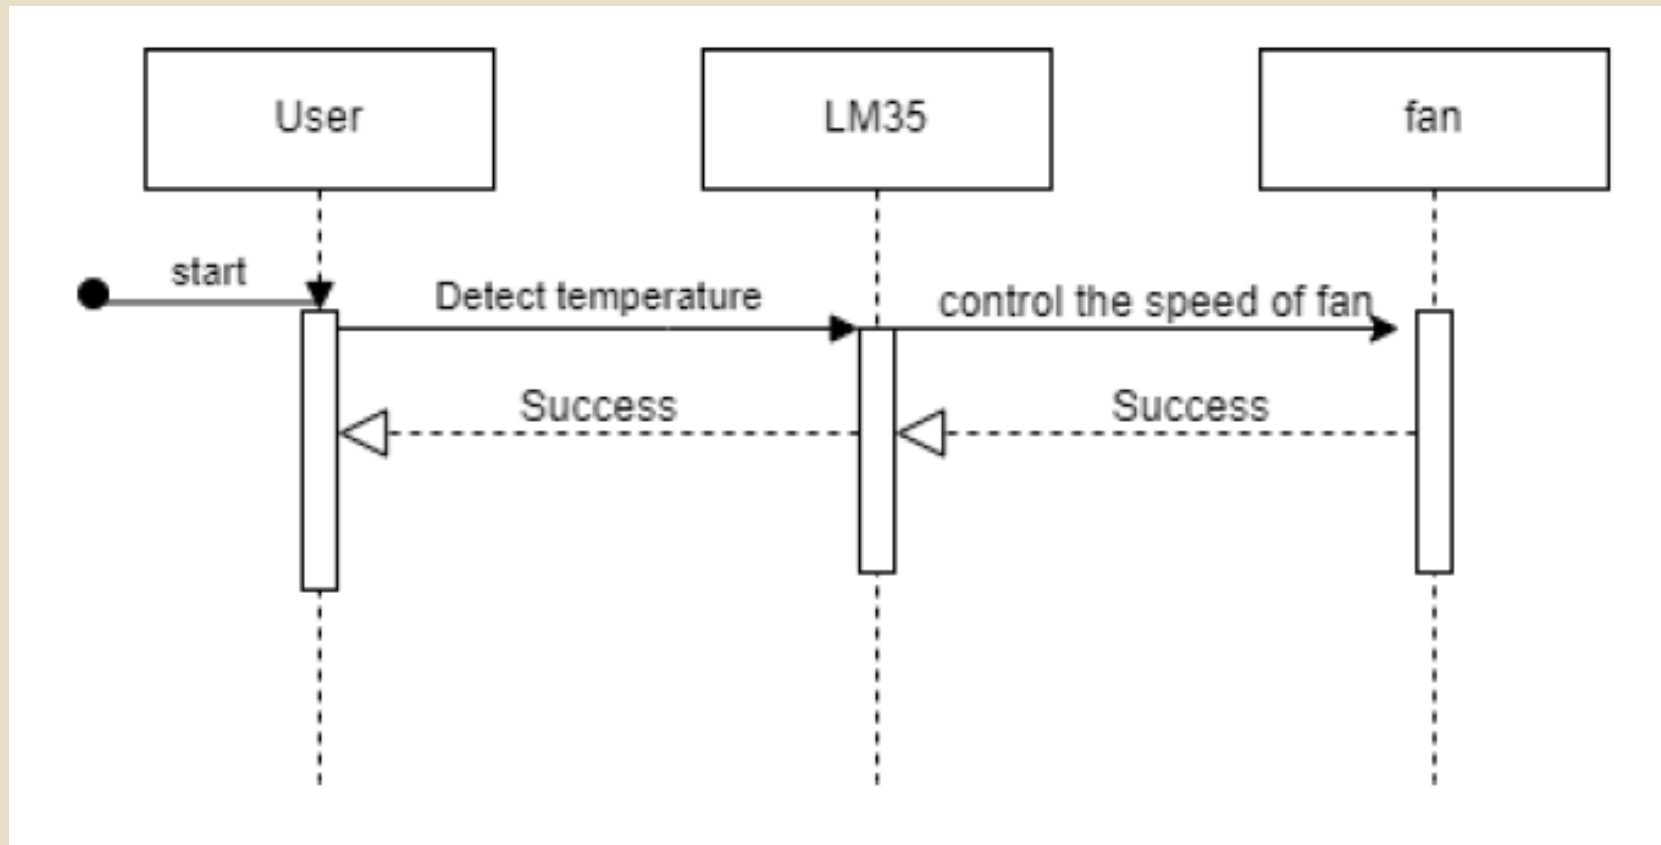 User
LM35
fan
start
Detect temperature
control the speed of fan
Success
Success